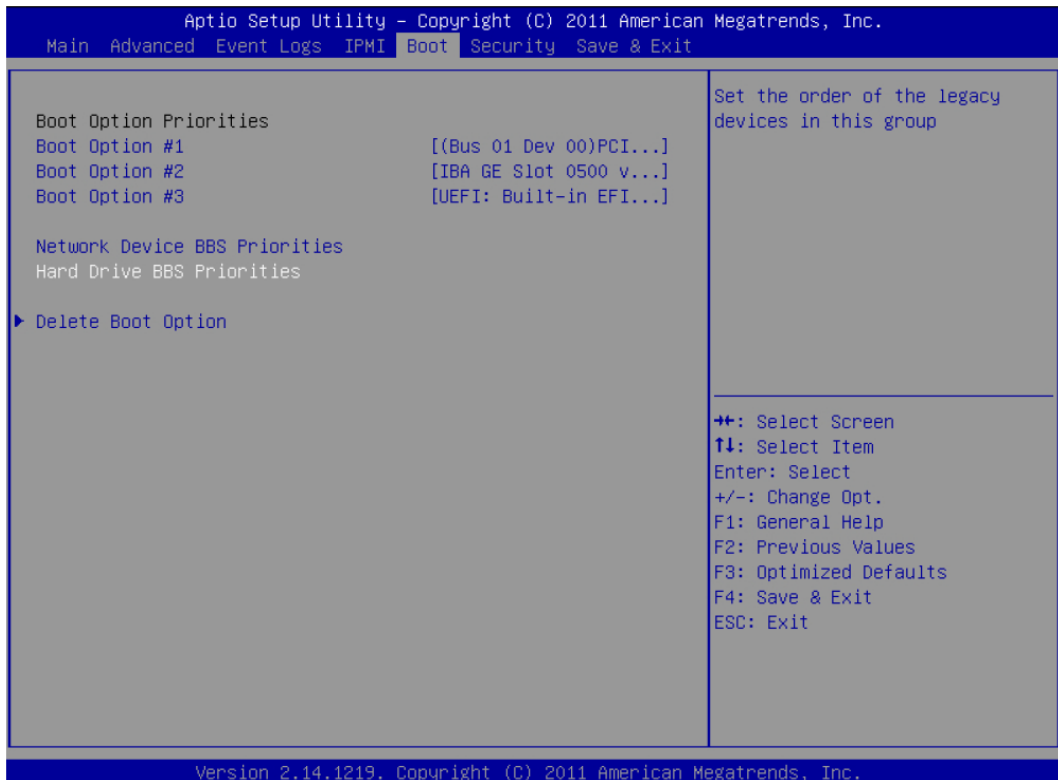 Aptio Setup Utility – Copyright (C) 2011 American Megatrends, Inc.
Main Advanced Event Logs IPMI Boot Security Save & Exit
Boot Option Priorities
Boot Option #1 [(Bus 01 Dev 00)PCI...]
Boot Option #2 [IBA GE Slot 0500 v...]
Boot Option #3 [UEFI: Built-in EFI...]
Network Device BBS Priorities
Hard Drive BBS Priorities
Delete Boot Option
Set the order of the legacy
devices in this group
→←: Select Screen
↑↓: Select Item
Enter: Select
+/-: Change Opt.
F1: General Help
F2: Previous Values
F3: Optimized Defaults
F4: Save & Exit
ESC: Exit
Version 2.14.1219. Copyright (C) 2011 American Megatrends, Inc.